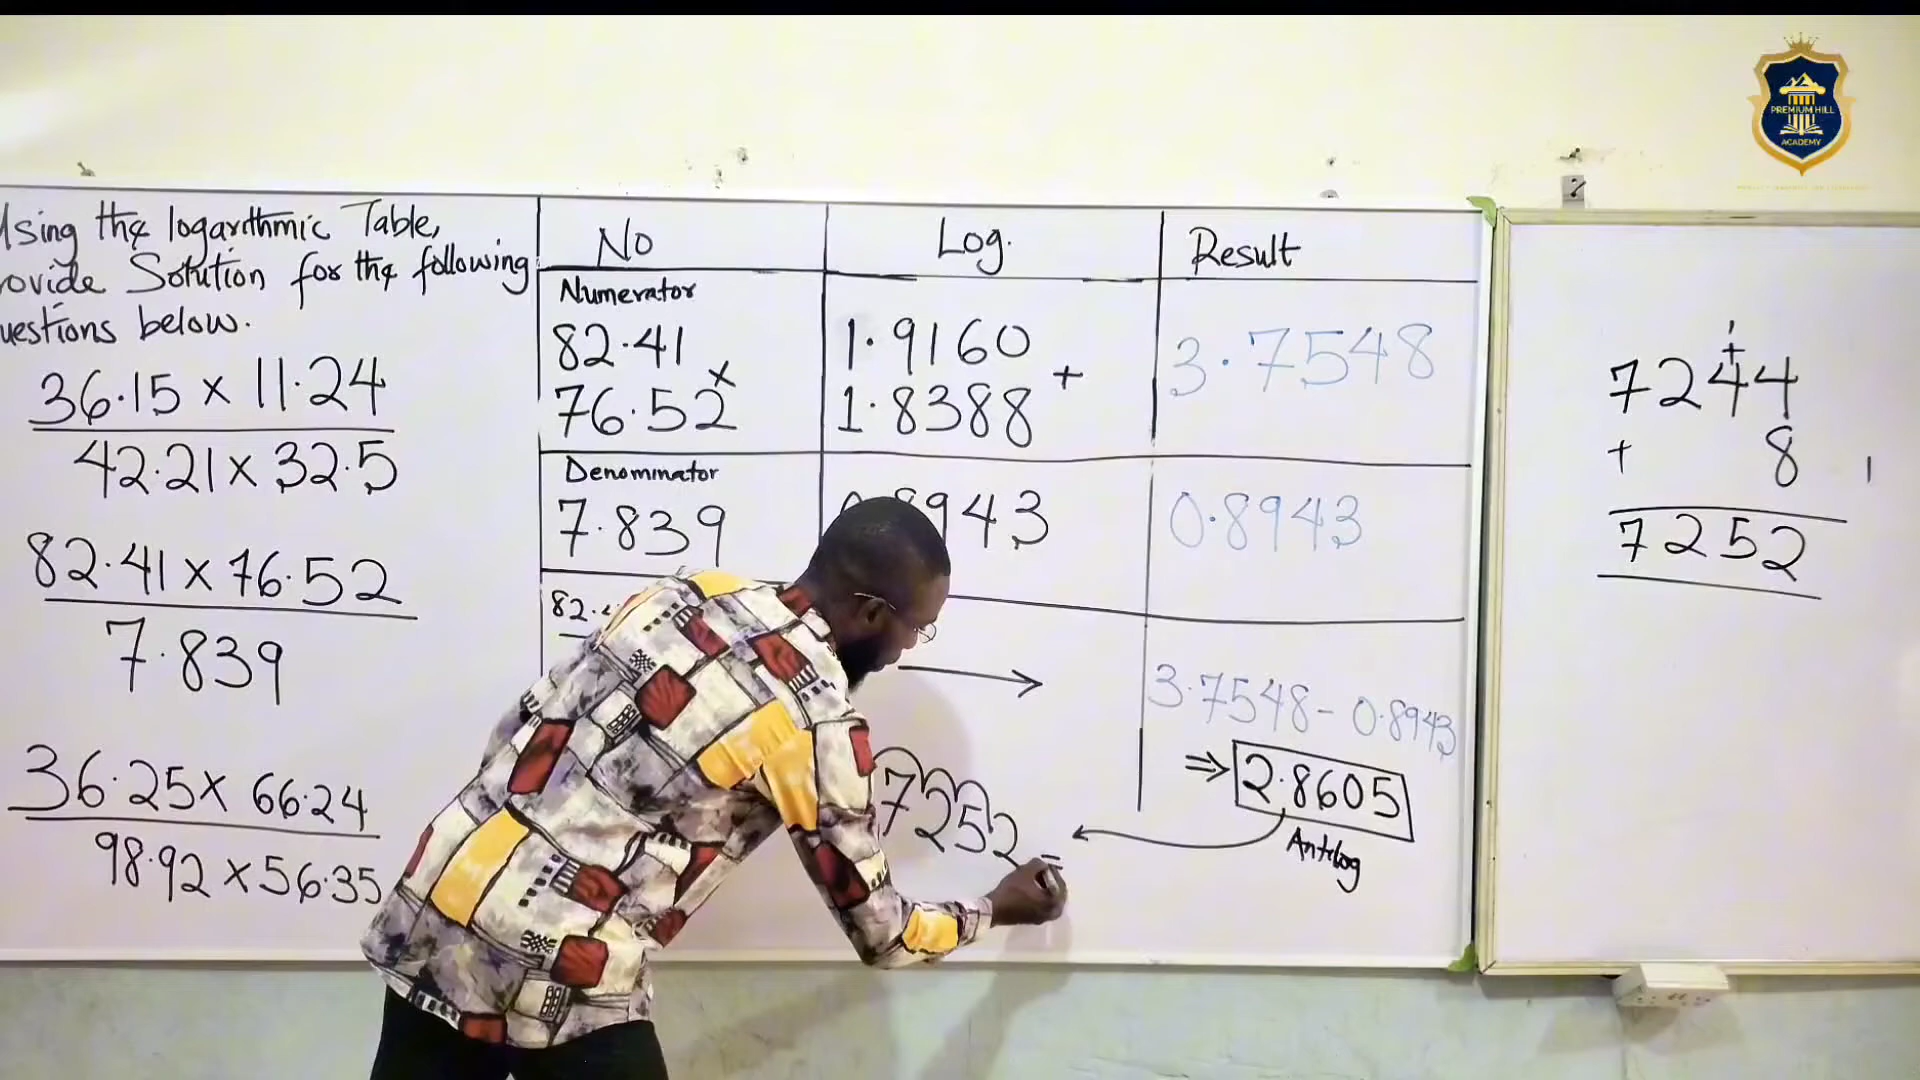 Using the logarithmic Table,
Provide Solution for the following
questions below.
36.15 x 11.24
42.21 x 32.5
82.41 x 76.52
7.839
36.25 x 66.24
98.92 x 56.35
No Log. Result
Numerator
82.41 x 1.9160 + 3.7548
76.52 1.8388
Denominator
7.839 0.8943 0.8943
82.4
3.7548 - 0.8943
⇒ 2.8605
Antilog
7252 =
7244
+ 8
7252
1
PREMIUM HILL
ACADEMY